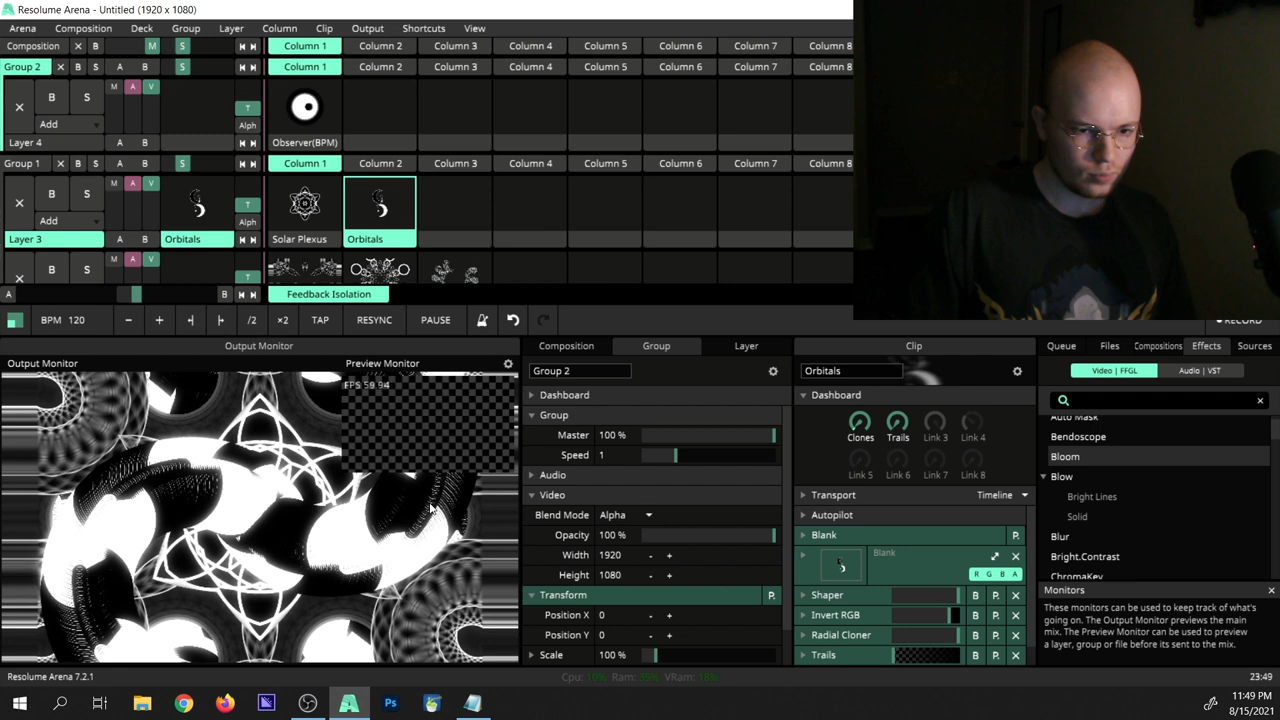 Resolume Arena - Untitled (1920 x 1080)
Arena Composition Deck Group Layer Column Clip Output Shortcuts View
Composition X B M S Column 1 Column 2 Column 3 Column 4 Column 5 Column 6 Column 7 Column 8
Group 2 X B S A B S Column 1 Column 2 Column 3 Column 4 Column 5 Column 6 Column 7 Column 8
M A V
X B S T
Add Alph
Layer 4 A B Observer(BPM)
Group 1 X B S A B S Column 1 Column 2 Column 3 Column 4 Column 5 Column 6 Column 7 Column 8
M A V
X B S T
Add Alph
Layer 3 A B Orbitals Solar Plexus Orbitals
M A V
X B S T
A B Feedback Isolation
BPM 120 - + /2 ×2 TAP RESYNC PAUSE RECORD
Output Monitor Composition Group Layer Clip Queue Files Compositions Effects Sources
Output Monitor Preview Monitor
FPS 59.94
Group 2
Dashboard
Group
Master 100 %
Speed 1
Audio
Video
Blend Mode Alpha
Opacity 100 %
Width 1920 - +
Height 1080 - +
Transform P.
Position X 0
Position Y 0
Scale 100 %
Orbitals
Dashboard
Clones Trails Link 3 Link 4
Link 5 Link 6 Link 7 Link 8
Transport Timeline
Autopilot
Blank P.
Blank
R G B A
Shaper B P. X
Invert RGB B P. X
Radial Cloner B P. X
Trails B P. X
Video | FFGL Audio | VST
Auto Mask
Bendoscope
Bloom
Blow
Bright Lines
Solid
Blur
Bright.Contrast
ChromaKey
Monitors
These monitors can be used to keep track of what's
going on. The Output Monitor previews the main
mix. The Preview Monitor can be used to preview
a layer, group or file before its sent to the mix.
Resolume Arena 7.2.1 Cpu: 10% Ram: 35% VRam: 18% 23:49
Ps
11:49 PM
8/15/2021